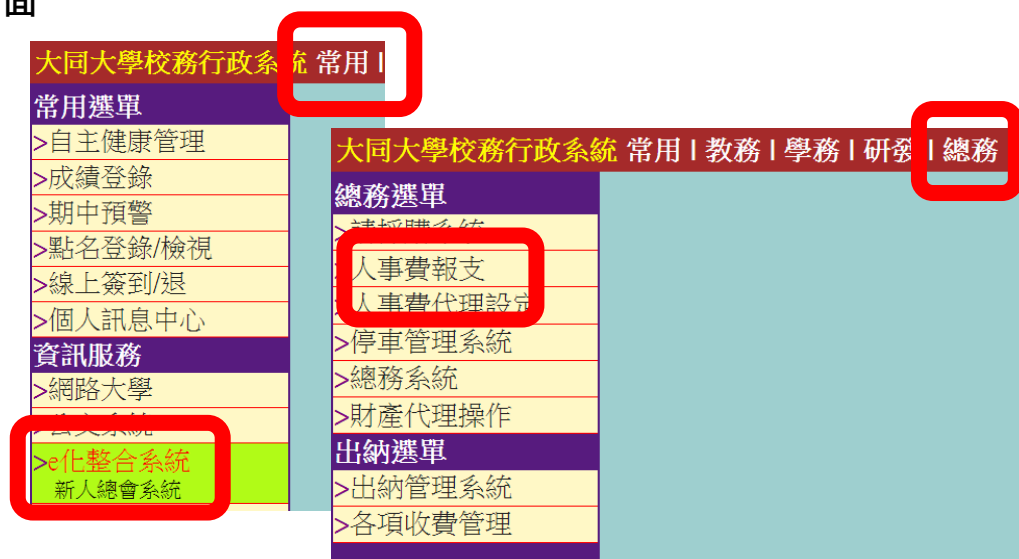 面
大同大學校務行政系統 常用 |
常用選單
>自主健康管理
>成績登錄
>期中預警
>點名登錄/檢視
>線上簽到/退
>個人訊息中心
資訊服務
>網路大學
>公文系統
>e化整合系統
新人總會系統
大同大學校務行政系統 常用 | 教務 | 學務 | 研發 | 總務
總務選單
>請採購系統
>人事費報支
>人事費代理設定
>停車管理系統
>總務系統
>財產代理操作
出納選單
>出納管理系統
>各項收費管理